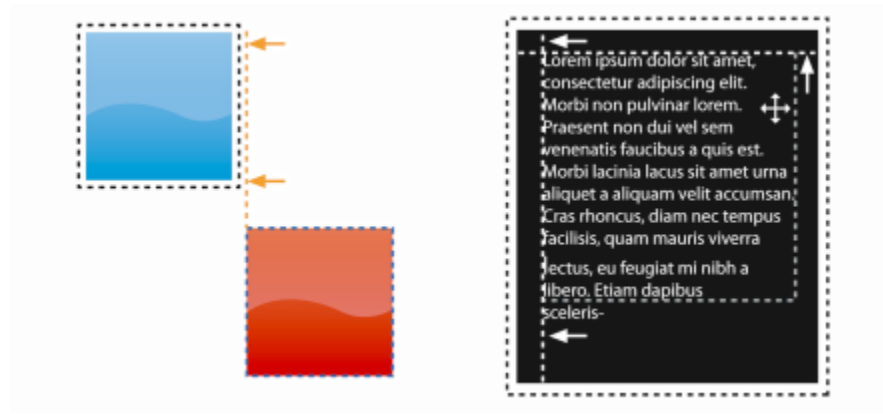 Lorem ipsum dolor sit amet,
consectetur adipiscing elit.
Morbi non pulvinar lorem.
Praesent non dui vel sem
venenatis faucibus a quis est.
Morbi lacinia lacus sit amet urna
aliquet a aliquam velit accumsan.
Cras rhoncus, diam nec tempus
facilisis, quam mauris viverra
lectus, eu feugiat mi nibh a
libero. Etiam dapibus
sceleris-